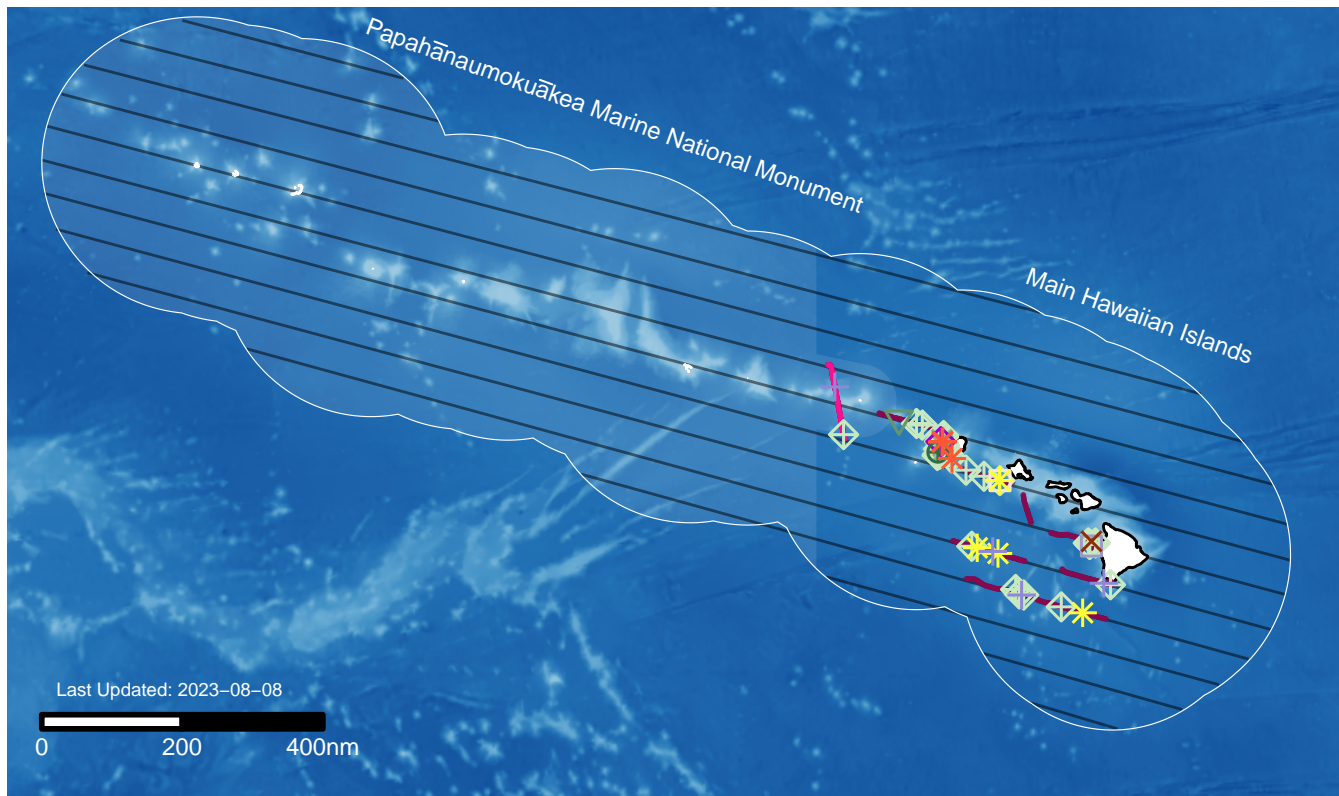 Papahānaumokuākea Marine National Monument
Main Hawaiian Islands
Last Updated: 2023−08−08
0 200 400nm